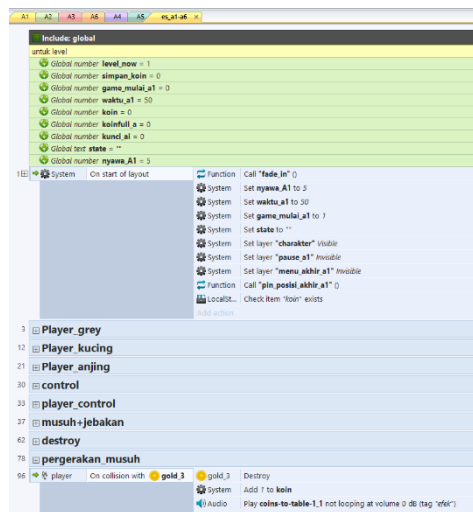 A1 A2 A3 A6 A4 A5 es_a1-a6 ×
Include: global
untuk level
Global number level_now = 1
Global number simpan_koin = 0
Global number game_mulai_a1 = 0
Global number waktu_a1 = 50
Global number koin = 0
Global number koinfull_a = 0
Global number kunci_al = 0
Global text state = ""
Global number nyawa_A1 = 5
1 System On start of layout Function Call "fade_in" ()
System Set nyawa_A1 to 5
System Set waktu_a1 to 50
System Set game_mulai_a1 to 1
System Set state to ""
System Set layer "charakter" Visible
System Set layer "pause_a1" Invisible
System Set layer "menu_akhir_a1" Invisible
Function Call "pin_posisi_akhir_a1" ()
LocalSt... Check item "koin" exists
Add action
3 Player_grey
12 Player_kucing
21 Player_anjing
30 control
33 player_control
37 musuh+jebakan
62 destroy
78 pergerakan_musuh
96 player On collision with gold_3 gold_3 Destroy
System Add 1 to koin
Audio Play coins-to-table-1_1 not looping at volume 0 dB (tag "efek")